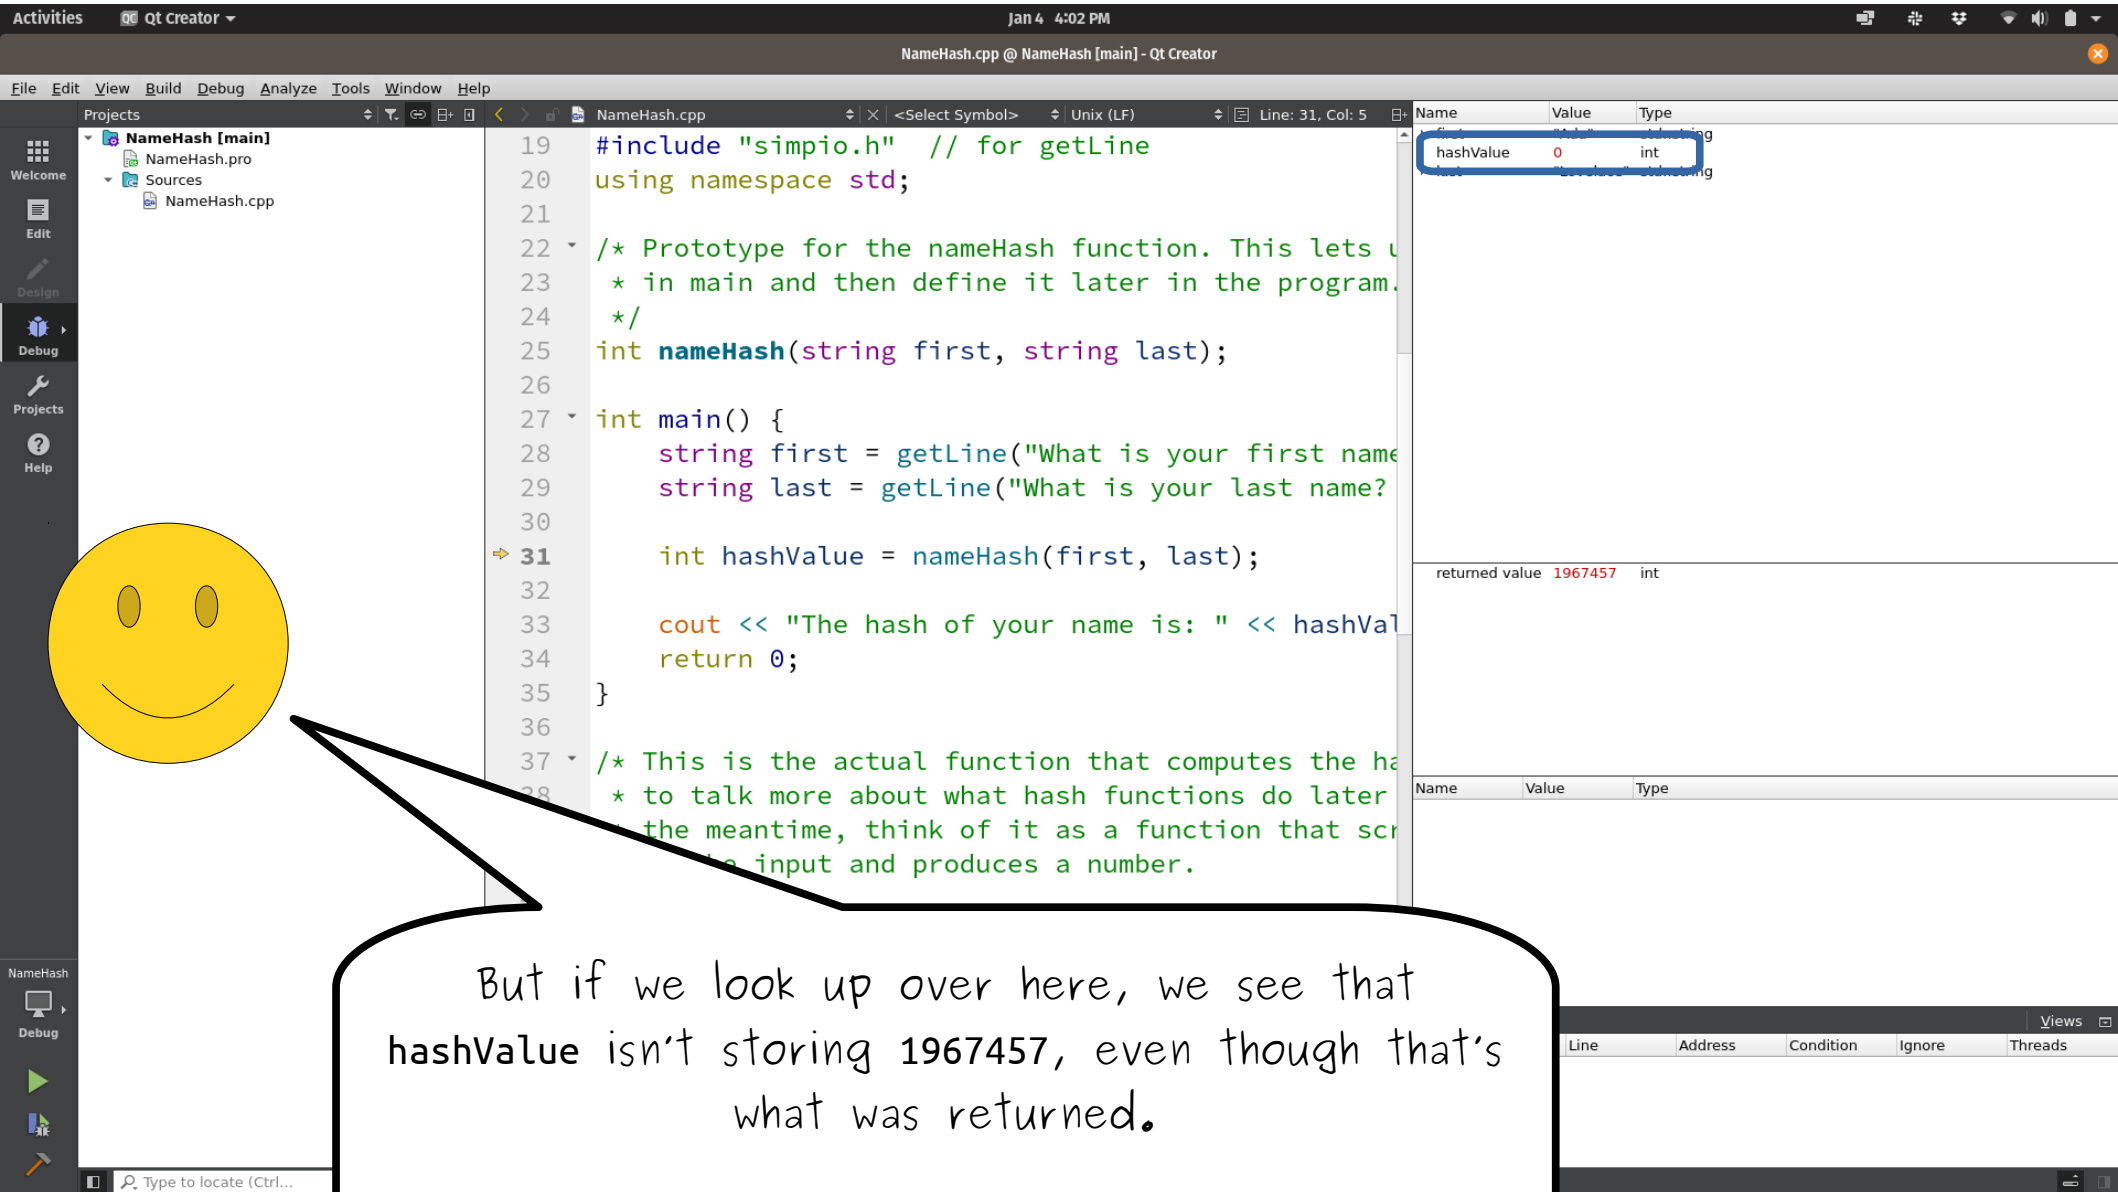 Activities
Qt Creator
Jan 4 4:02 PM
NameHash.cpp @ NameHash [main] - Qt Creator
File Edit View Build Debug Analyze Tools Window Help
Projects
NameHash.cpp
<Select Symbol>
Unix (LF)
Line: 31, Col: 5
Name Value Type
NameHash [main]
NameHash.pro
Sources
NameHash.cpp
Welcome
Edit
Design
Debug
Projects
Help
19 #include "simpio.h" // for getLine
20 using namespace std;
21
22 /* Prototype for the nameHash function. This lets u
23 * in main and then define it later in the program.
24 */
25 int nameHash(string first, string last);
26
27 int main() {
28 string first = getLine("What is your first name
29 string last = getLine("What is your last name?
30
31 int hashValue = nameHash(first, last);
32
33 cout << "The hash of your name is: " << hashVal
34 return 0;
35 }
36
37 /* This is the actual function that computes the ha
38 * to talk more about what hash functions do later
the meantime, think of it as a function that scr
input and produces a number.
hashValue 0 int
returned value 1967457 int
Name Value Type
Views
Line Address Condition Ignore Threads
NameHash
Debug
Type to locate (Ctrl...
But if we look up over here, we see that
hashValue isn't storing 1967457, even though that's
what was returned.